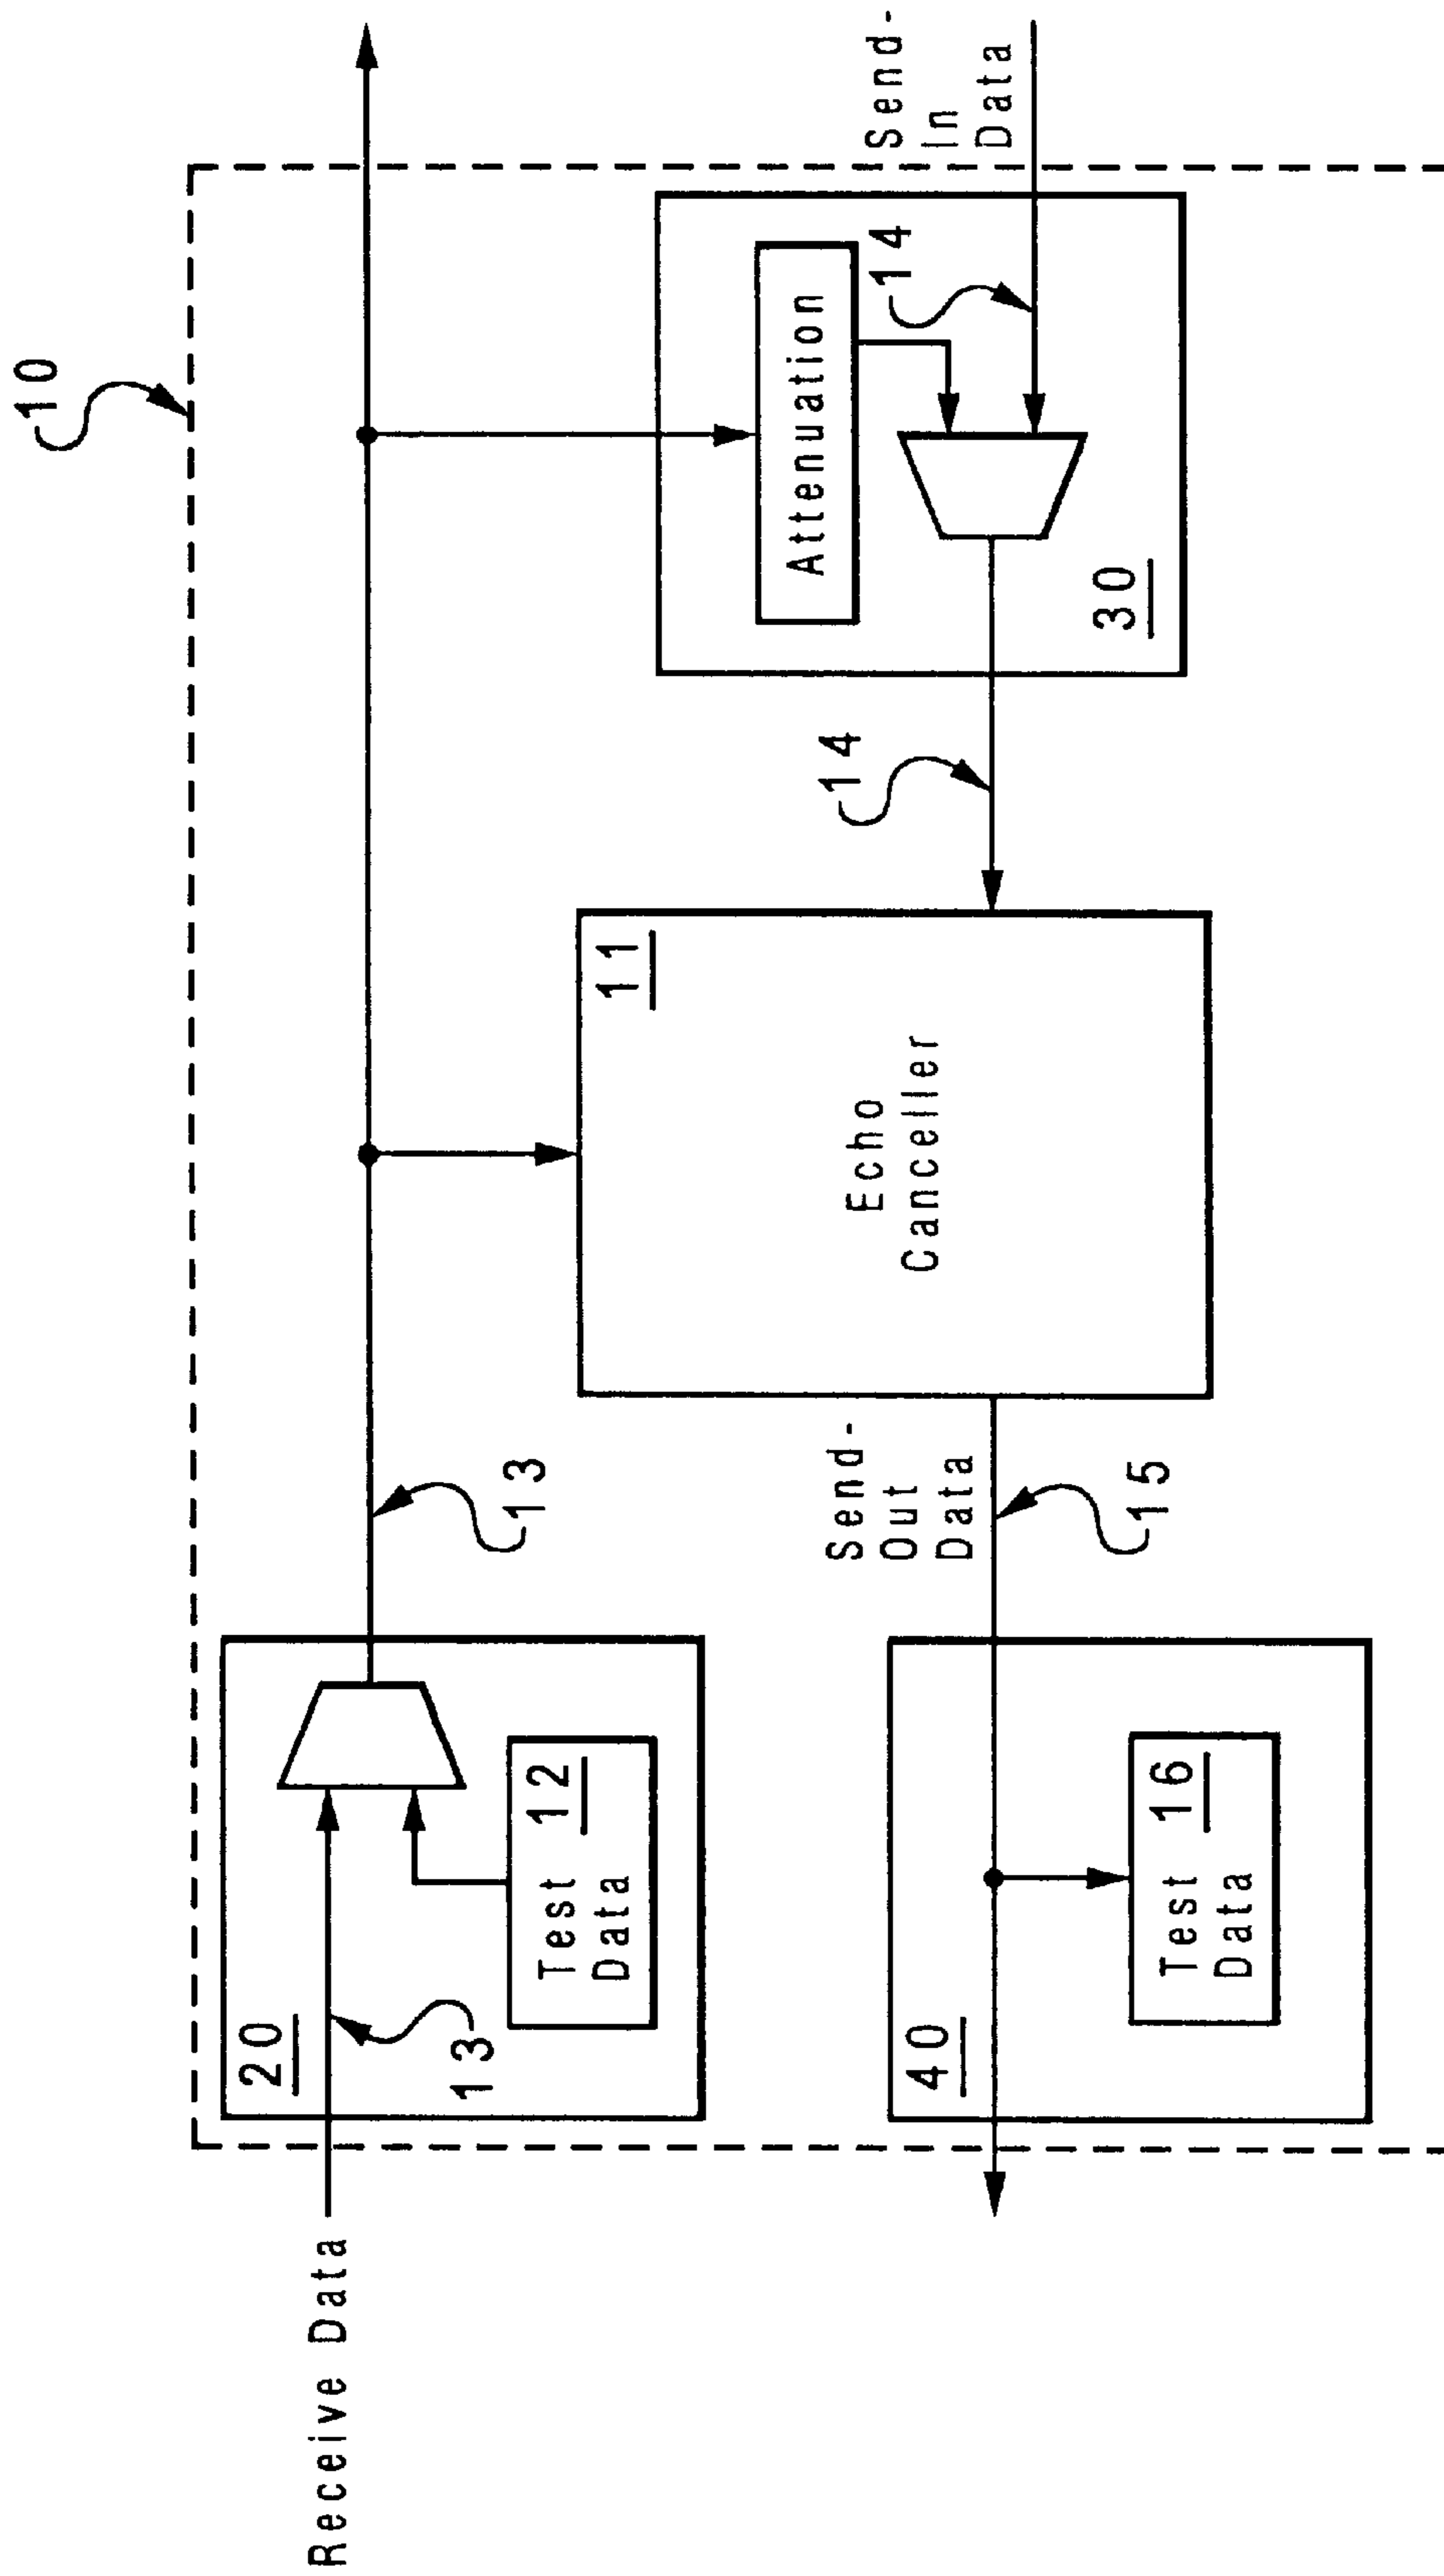 10
Receive Data
20
13
Test
Data
12
13
Send-
Out
Data
15
40
Test
Data
16
11
Echo
Canceller
14
30
Attenuation
14
Send-
In
Data